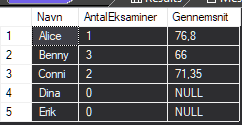 Navn AntalEksaminer Gennemsnit
1 Alice 1 76,8
2 Benny 3 66
3 Conni 2 71,35
4 Dina 0 NULL
5 Erik 0 NULL